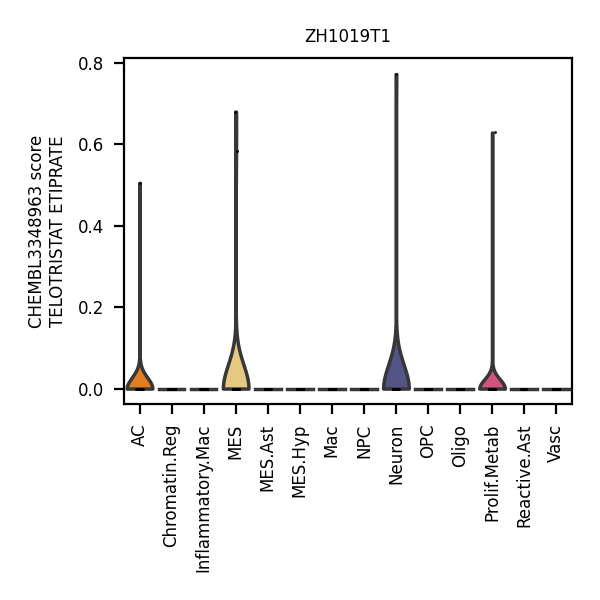 ZH1019T1
CHEMBL3348963 score
TELOTRISTAT ETIPRATE
0.8
0.6
0.4
0.2
0.0
AC
Chromatin.Reg
Inflammatory.Mac
MES
MES.Ast
MES.Hyp
Mac
NPC
Neuron
OPC
Oligo
Prolif.Metab
Reactive.Ast
Vasc